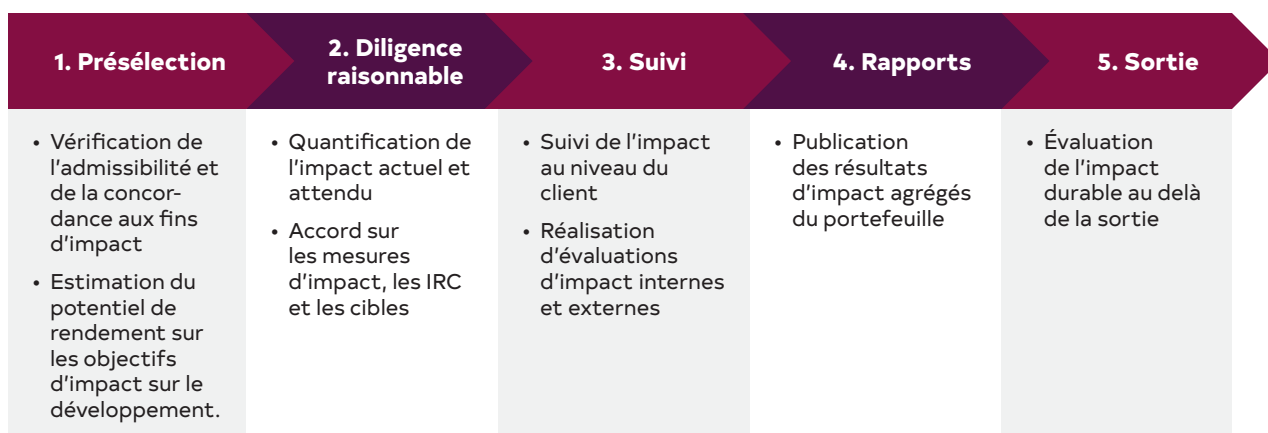 1. Présélection
2. Diligence
raisonnable
3. Suivi
4. Rapports
5. Sortie
• Vérification de
l'admissibilité et
de la concor-
dance aux fins
d'impact
• Estimation du
potentiel de
rendement sur
les objectifs
d'impact sur le
développement.
• Quantification de
l'impact actuel et
attendu
• Accord sur
les mesures
d'impact, les IRC
et les cibles
• Suivi de l'impact
au niveau du
client
• Réalisation
d'évaluations
d'impact internes
et externes
• Publication
des résultats
d'impact agrégés
du portefeuille
• Évaluation
de l'impact
durable au delà
de la sortie